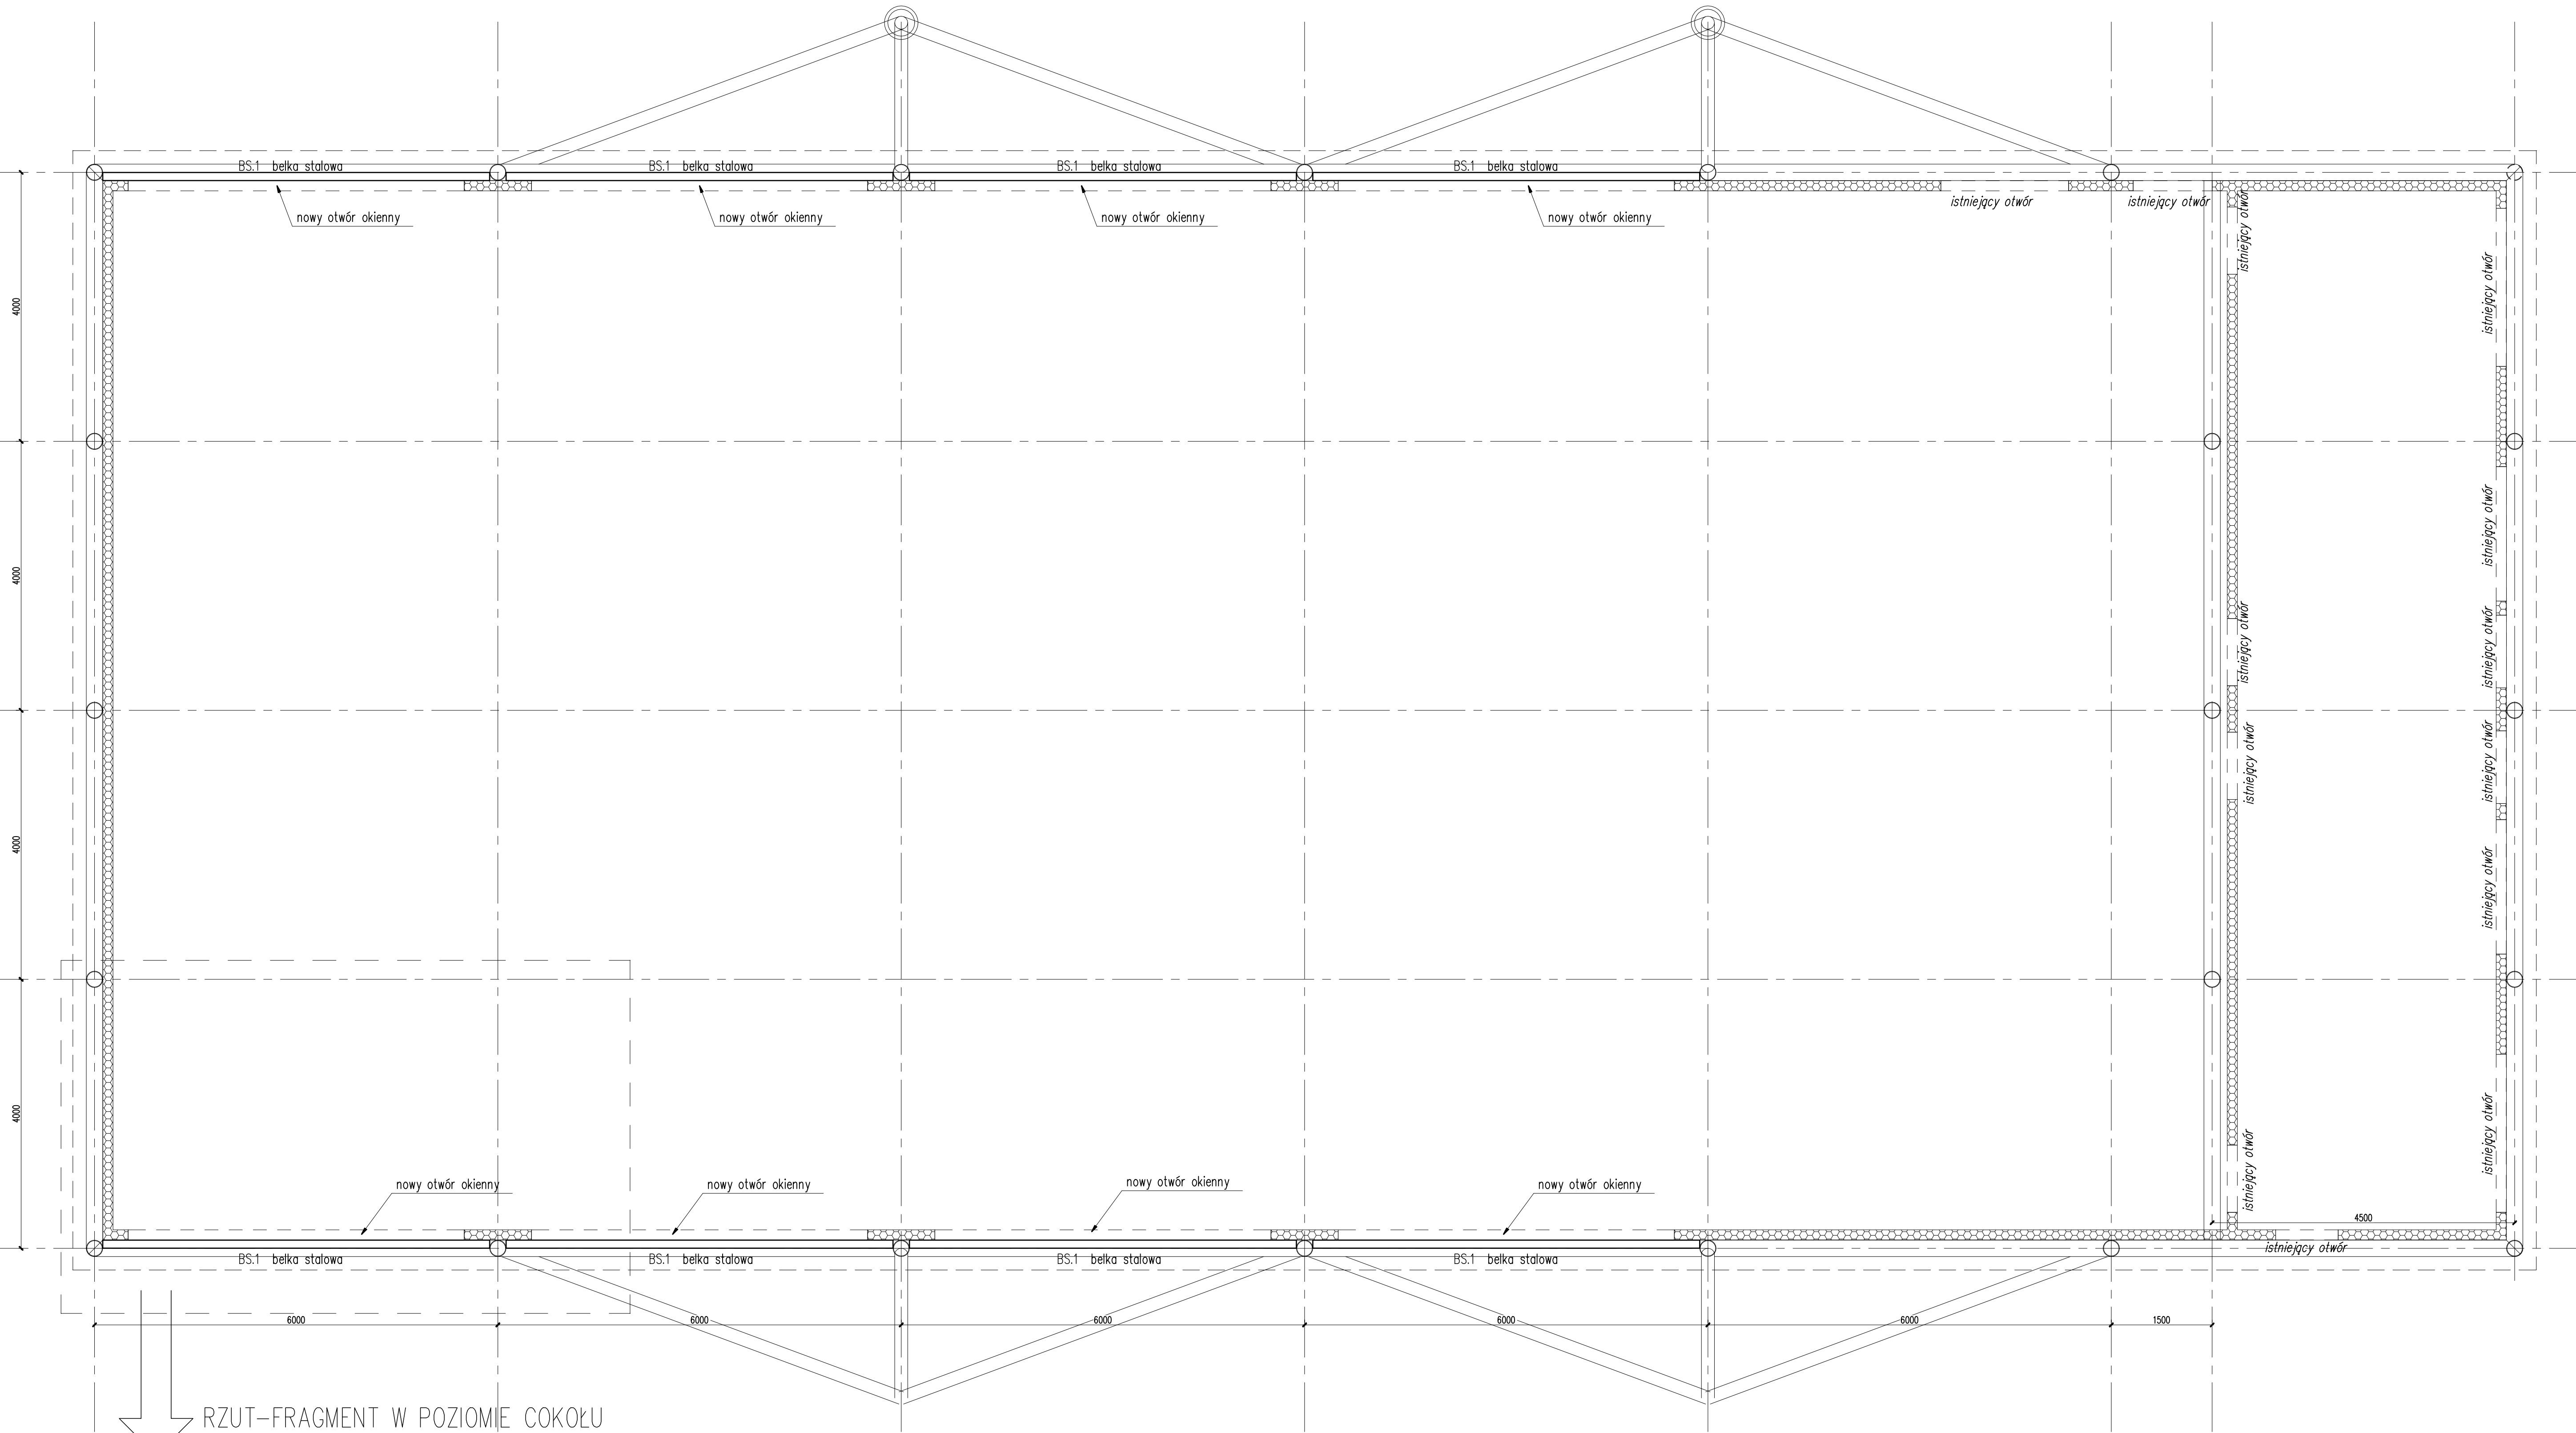 BS.1 belka stalowa
BS.1 belka stalowa
BS.1 belka stalowa
BS.1 belka stalowa
nowy otwór okienny
nowy otwór okienny
nowy otwór okienny
nowy otwór okienny
istniejący otwór
istniejący otwór
istniejący otwór
istniejący otwór
4000
istniejący otwór
4000
istniejący otwór
istniejący otwór
istniejący otwór
istniejący otwór
4000
istniejący otwór
istniejący otwór
istniejący otwór
4000
nowy otwór okienny
nowy otwór okienny
nowy otwór okienny
nowy otwór okienny
4500
istniejący otwór
BS.1 belka stalowa
BS.1 belka stalowa
BS.1 belka stalowa
BS.1 belka stalowa
6000
6000
6000
6000
6000
1500
RZUT-FRAGMENT W POZIOMIE COKOŁU